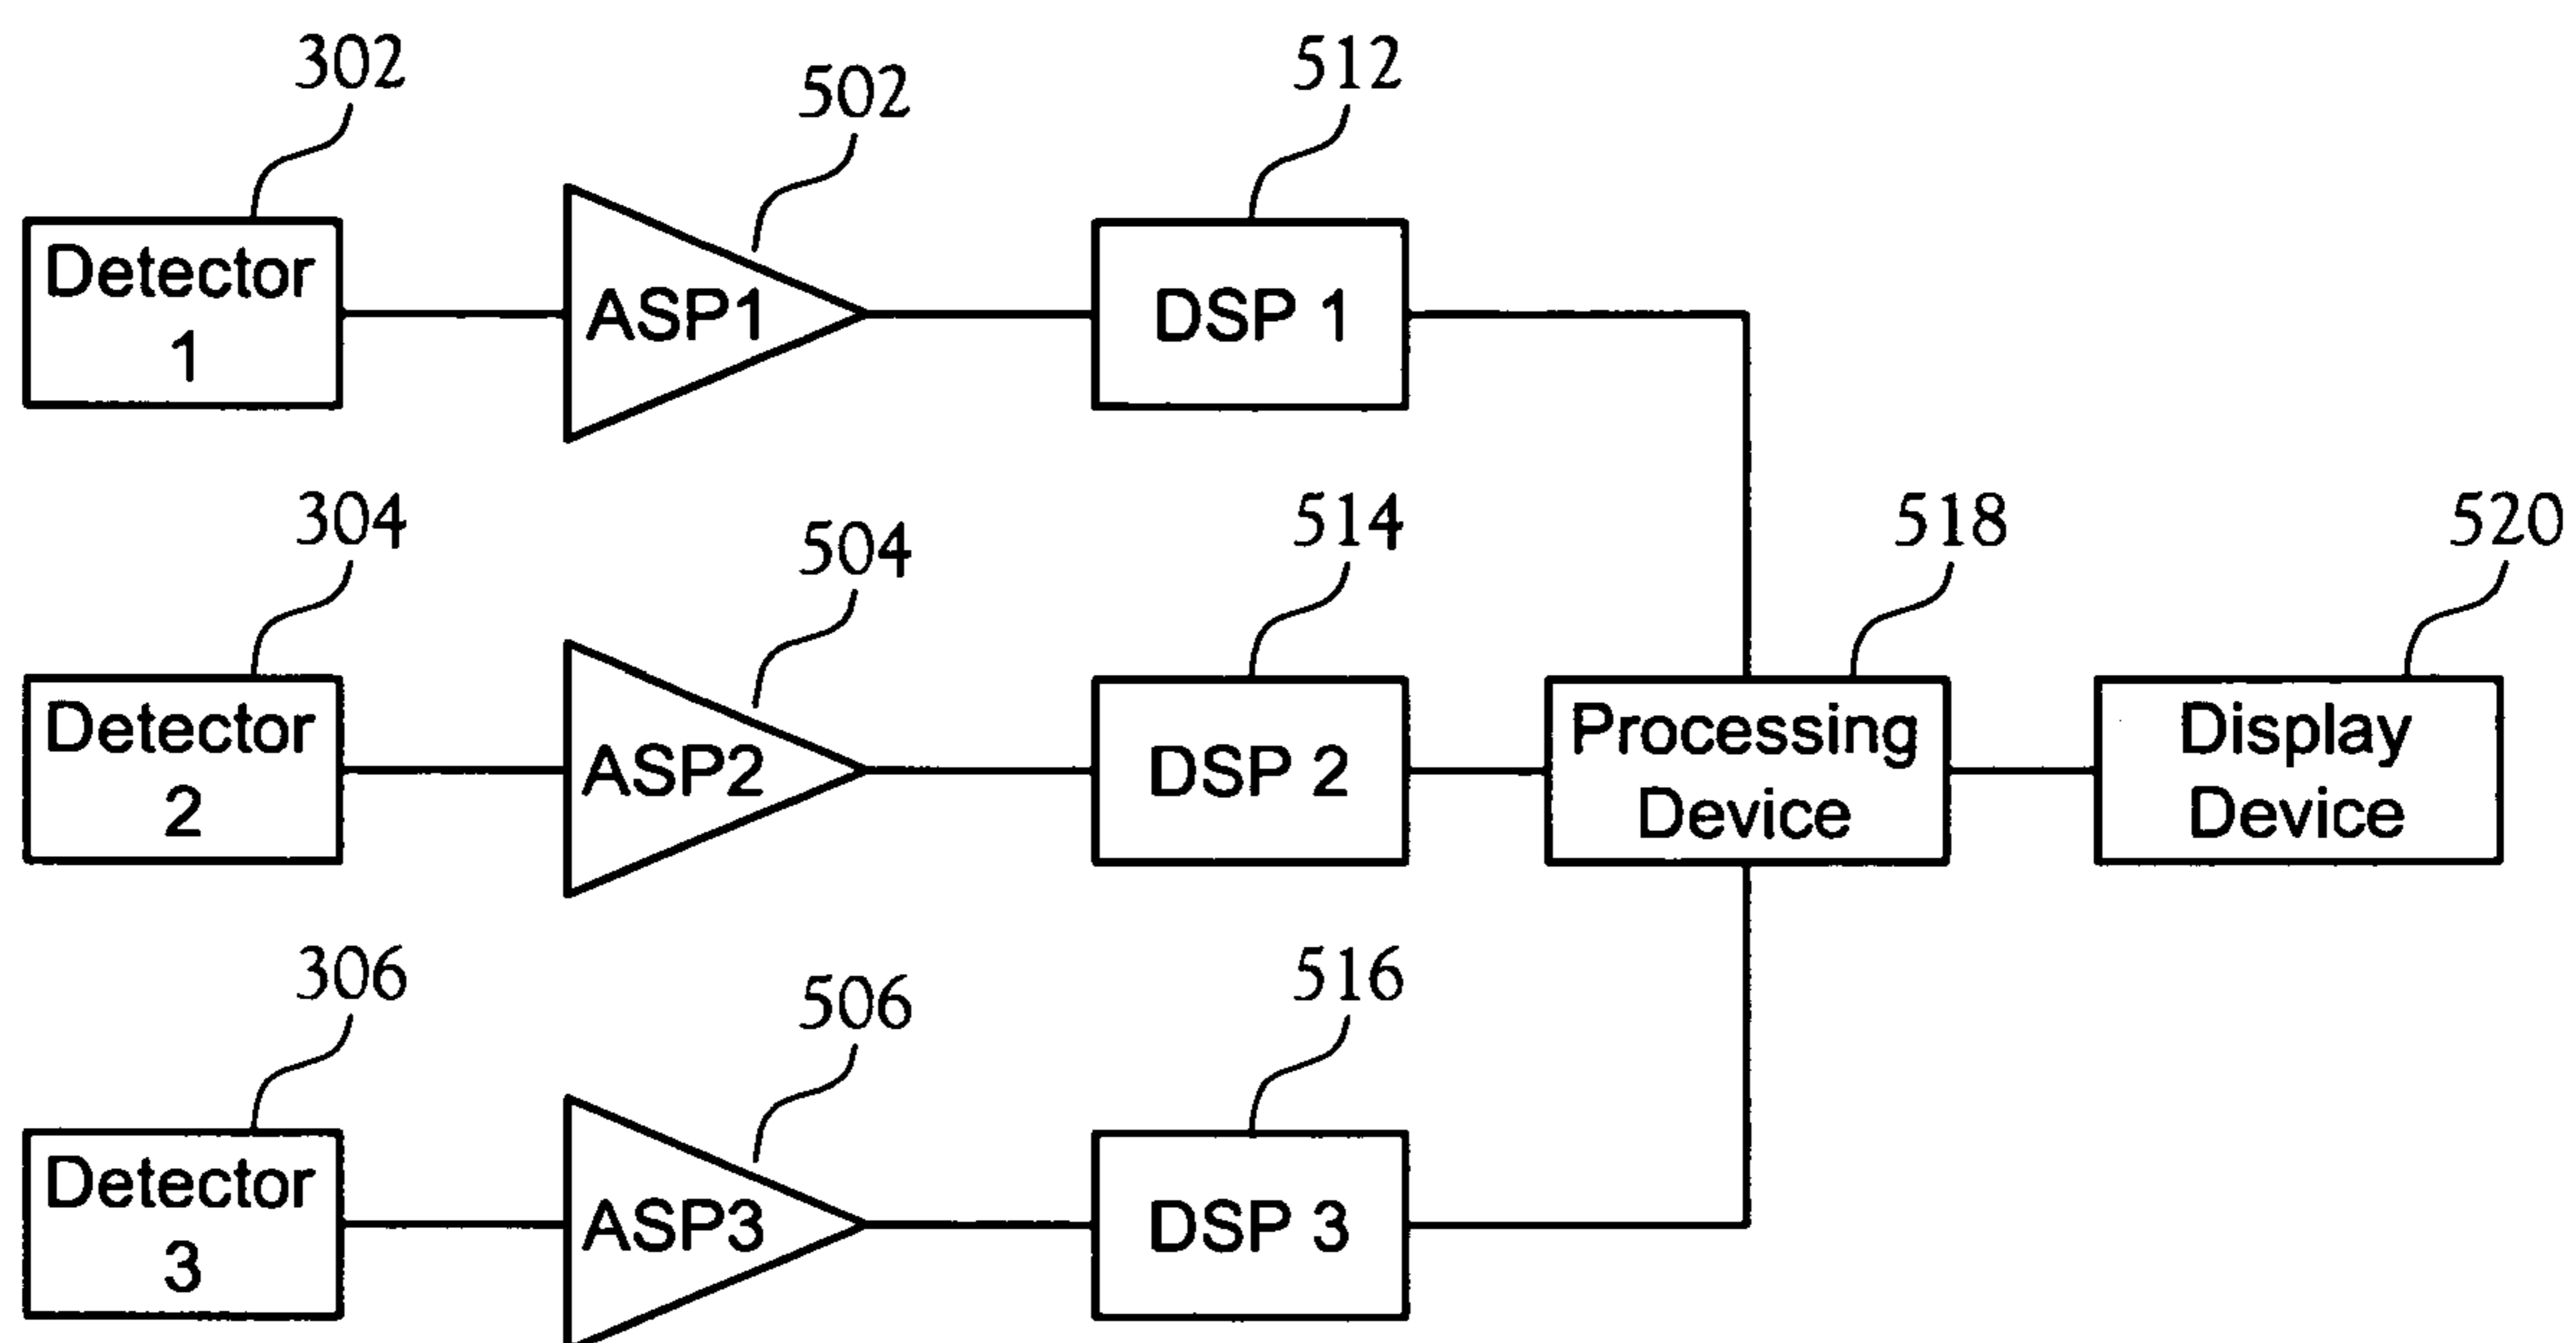 302
502
512
Detector
1
ASP1
DSP 1
304
504
514
518
520
Detector
2
ASP2
DSP 2
Processing
Device
Display
Device
306
506
516
Detector
3
ASP3
DSP 3